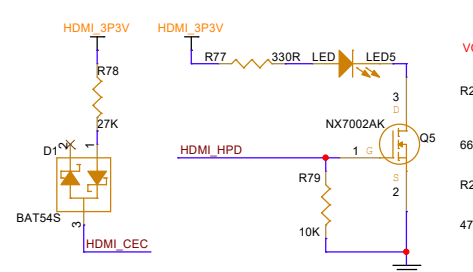 HDMI_3P3V
HDMI_3P3V
R77
330R
LED
LED5
R78
27K
3
D
NX7002AK
Q5
1
G
S
2
HDMI_HPD
R79
10K
D1
2
1
BAT54S
3
HDMI_CEC
R2
66
R2
47